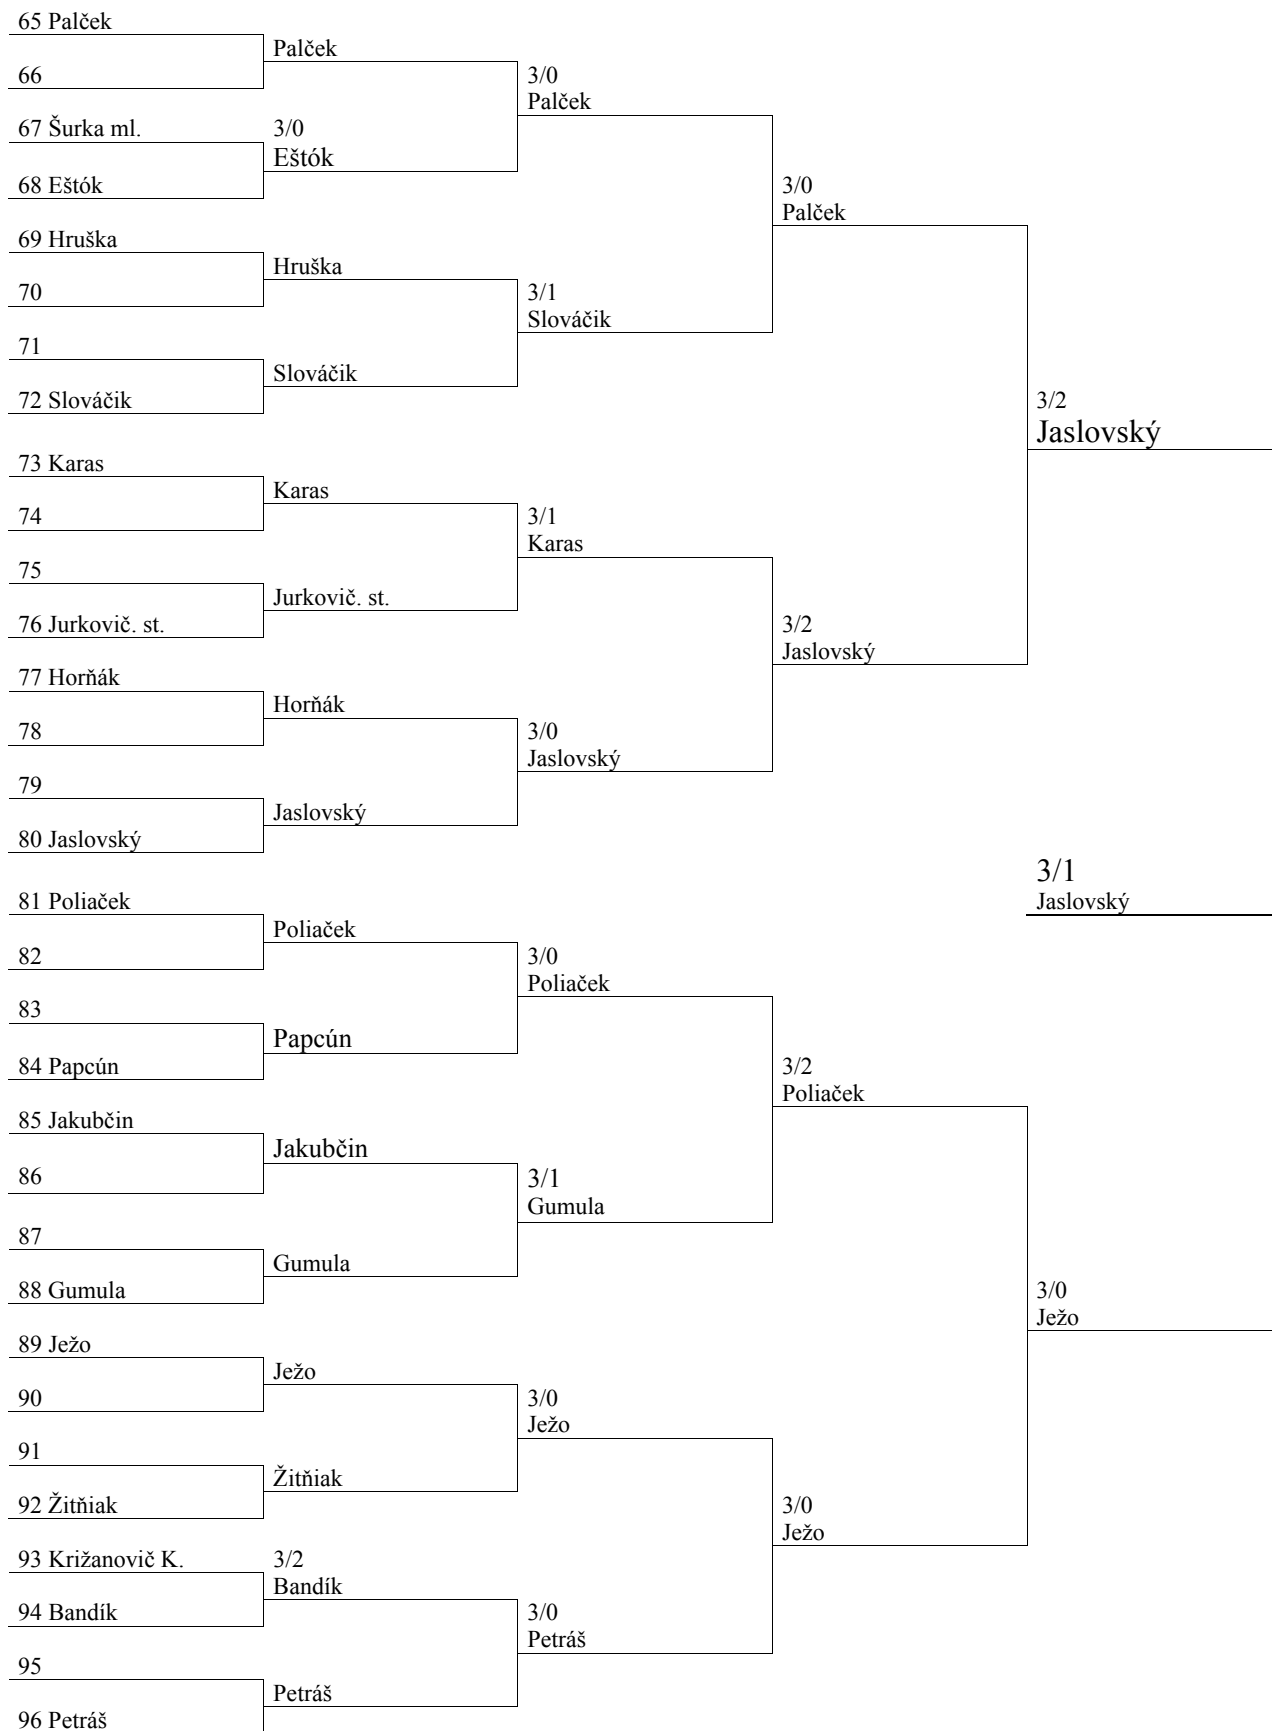 65 Palček
Palček
66
3/0
Palček
67 Šurka ml.
3/0
Eštók
68 Eštók
3/0
Palček
69 Hruška
Hruška
70
3/1
Slováčik
71
Slováčik
72 Slováčik
3/2
Jaslovský
73 Karas
Karas
74
3/1
Karas
75
Jurkovič. st.
76 Jurkovič. st.
3/2
Jaslovský
77 Horňák
Horňák
78
3/0
Jaslovský
79
Jaslovský
80 Jaslovský
3/1
Jaslovský
81 Poliaček
Poliaček
82
3/0
Poliaček
83
Papcún
84 Papcún
3/2
Poliaček
85 Jakubčin
Jakubčin
86
3/1
Gumula
87
Gumula
88 Gumula
3/0
Ježo
89 Ježo
Ježo
90
3/0
Ježo
91
Žitňiak
92 Žitňiak
3/0
Ježo
93 Križanovič K.
3/2
Bandík
94 Bandík
3/0
Petráš
95
Petráš
96 Petráš